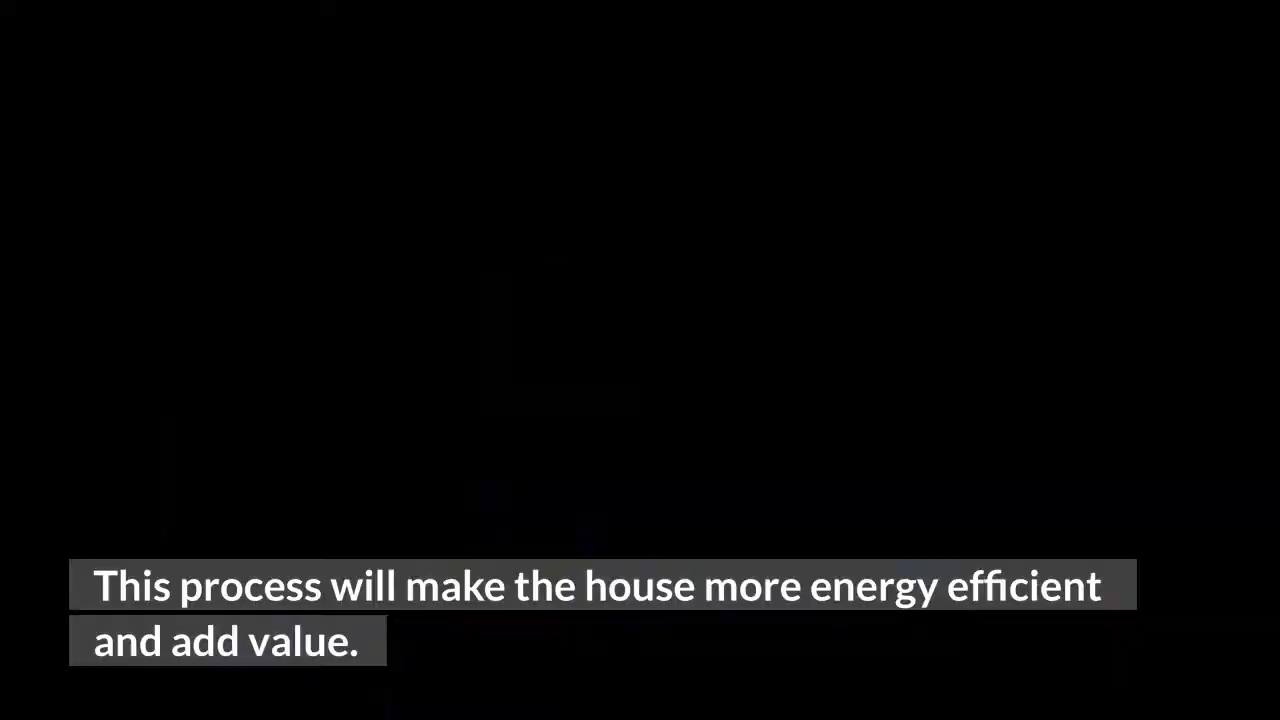 This process will make the house more energy efficient
and add value.